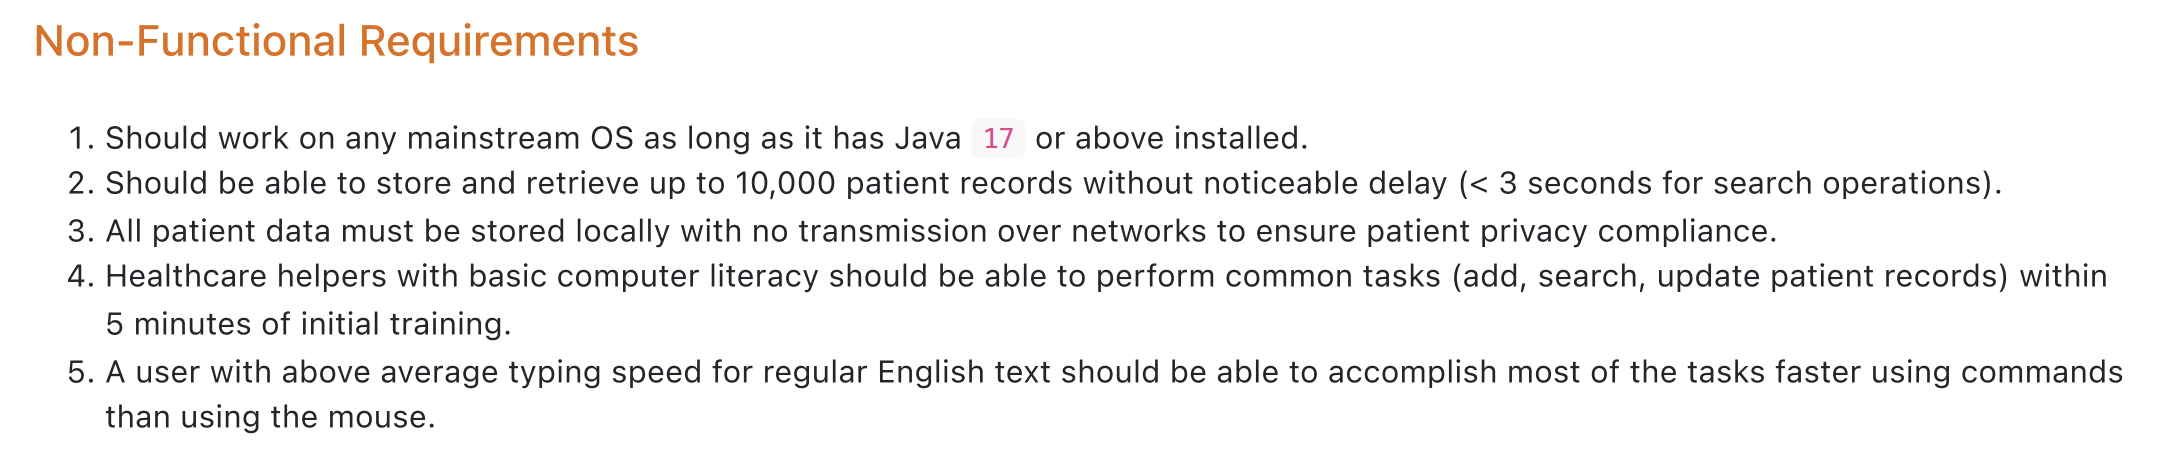 Non-Functional Requirements
1. Should work on any mainstream OS as long as it has Java 17 or above installed.
2. Should be able to store and retrieve up to 10,000 patient records without noticeable delay (< 3 seconds for search operations).
3. All patient data must be stored locally with no transmission over networks to ensure patient privacy compliance.
4. Healthcare helpers with basic computer literacy should be able to perform common tasks (add, search, update patient records) within
5 minutes of initial training.
5. A user with above average typing speed for regular English text should be able to accomplish most of the tasks faster using commands
than using the mouse.